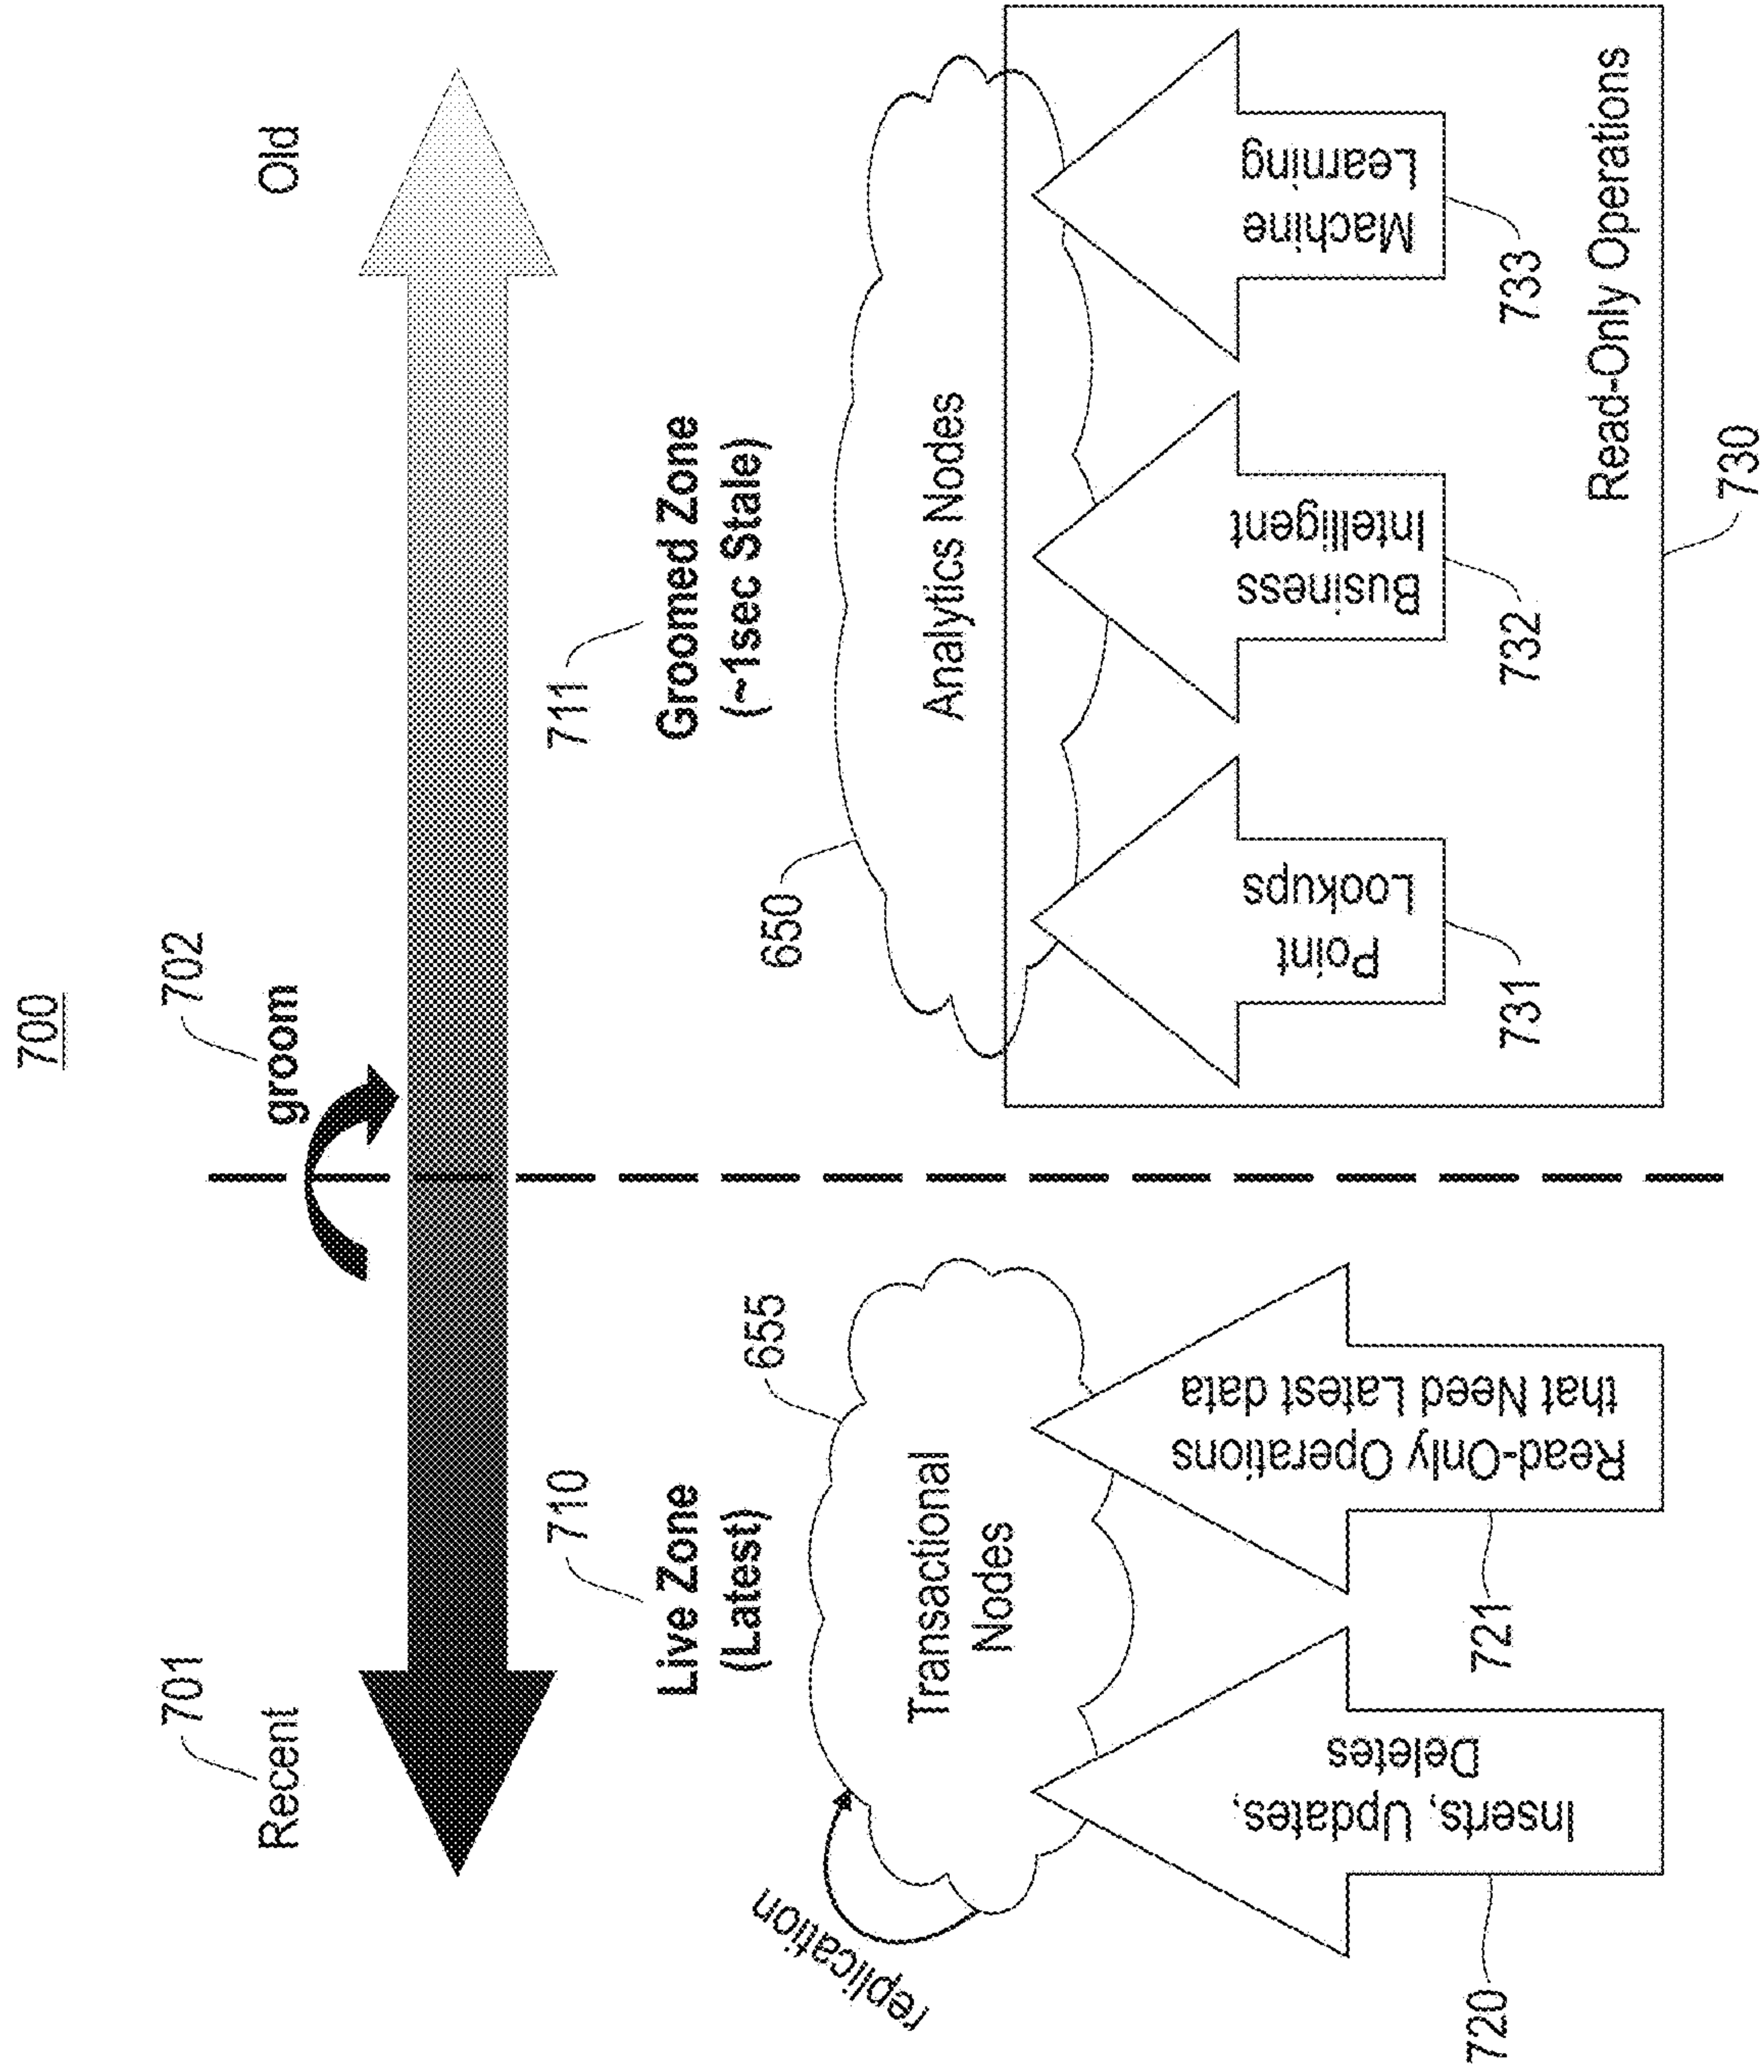 700
701
Recent
702
groom
Old
710
Live Zone
(Latest)
711
Groomed Zone
(~1sec Stale)
replication
655
Transactional
Nodes
650
Analytics Nodes
Inserts, Updates,
Deletes
720
Read-Only Operations
that Need Latest data
721
Point
Lookups
731
Business
Intelligent
732
Machine
Learning
733
Read-Only Operations
730